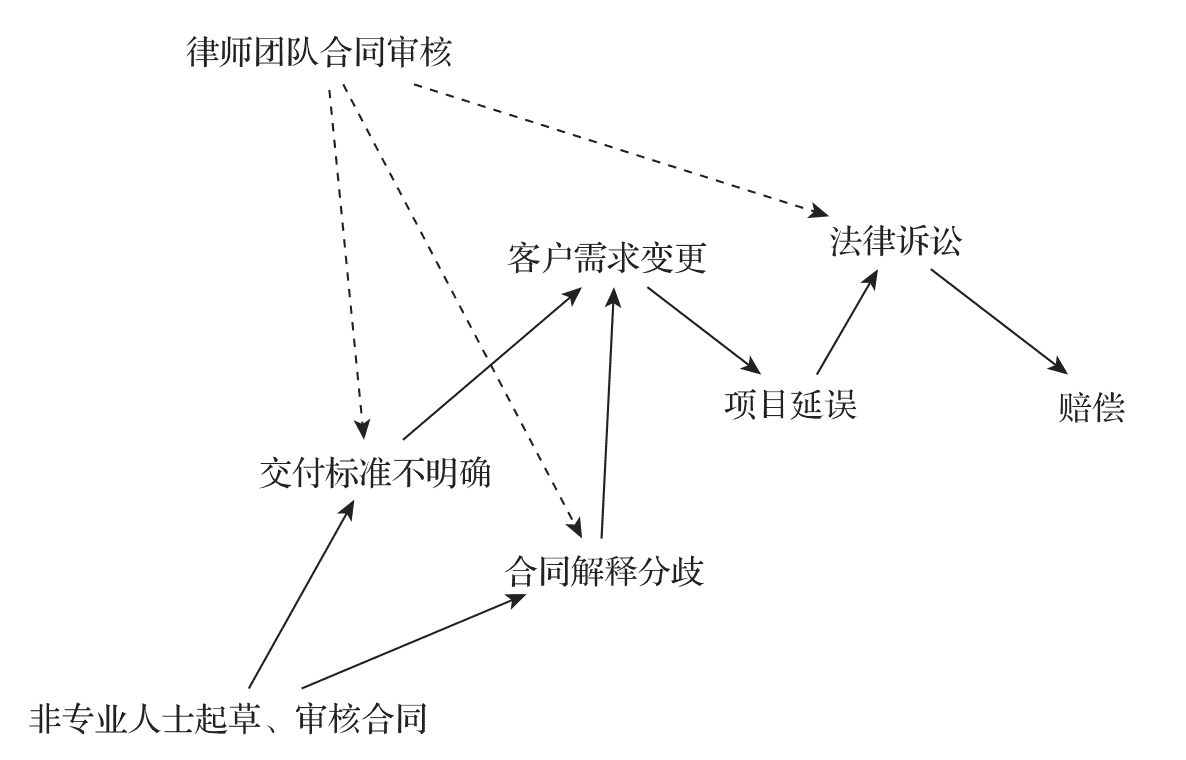 律师团队合同审核
法律诉讼
客户需求变更
项目延误
赔偿
交付标准不明确
合同解释分歧
非专业人士起草、审核合同